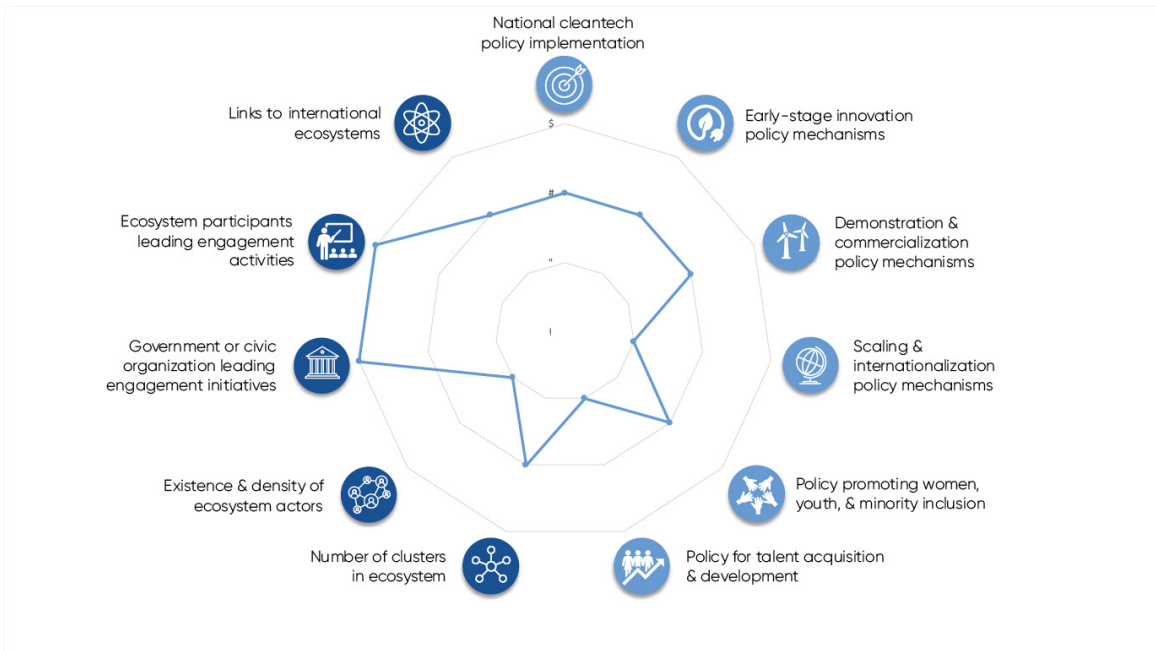 National cleantech
policy implementation
Links to international
ecosystems
Early-stage innovation
policy mechanisms
$
#
"
!
Ecosystem participants
leading engagement
activities
Demonstration &
commercialization
policy mechanisms
Government or civic
organization leading
engagement initiatives
Scaling &
internationalization
policy mechanisms
Existence & density of
ecosystem actors
Policy promoting women,
youth, & minority inclusion
Number of clusters
in ecosystem
Policy for talent acquisition
& development